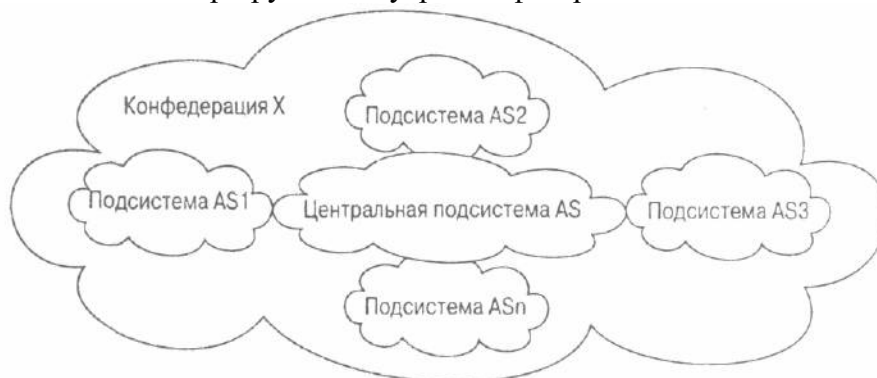 Конфедерация X
Подсистема AS2
Подсистема AS1
Центральная подсистема AS
Подсистема AS3
Подсистема ASn